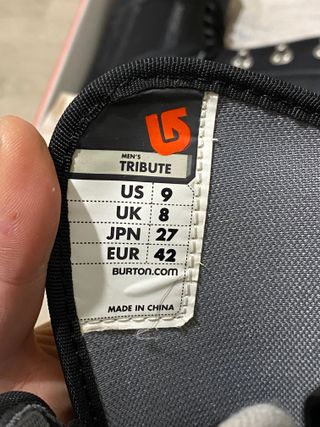 MEN'S
TRIBUTE
US 9
UK 8
JPN 27
EUR 42
BURTON.COM
MADE IN CHINA